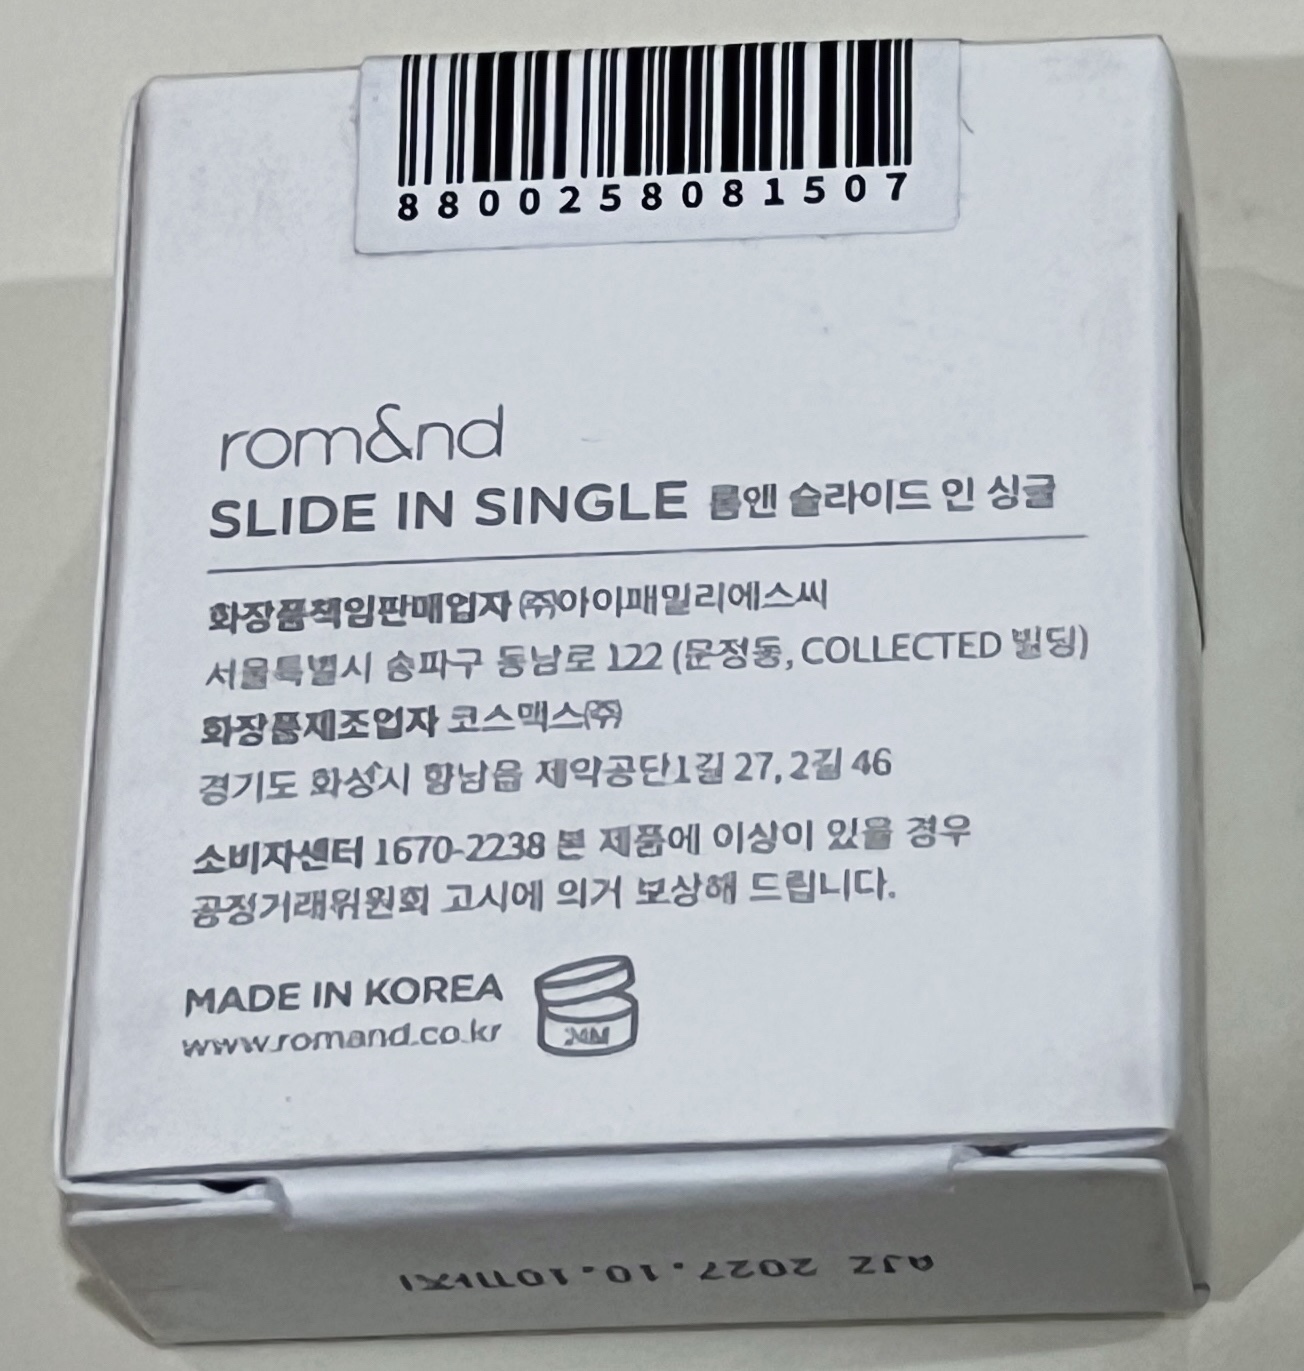 8800258081507
rom&nd
SLIDE IN SINGLE 롬앤 슬라이드 인 싱글
화장품책임판매업자 ㈜아이패밀리에스씨
서울특별시 송파구 동남로 122 (문정동, COLLECTED 빌딩)
화장품제조업자 코스맥스㈜
경기도 화성시 향남읍 제약공단1길 27, 2길 46
소비자센터 1670-2238 본 제품에 이상이 있을 경우
공정거래위원회 고시에 의거 보상해 드립니다.
MADE IN KOREA
www.romand.co.kr
AJZ 2027.10.10까지